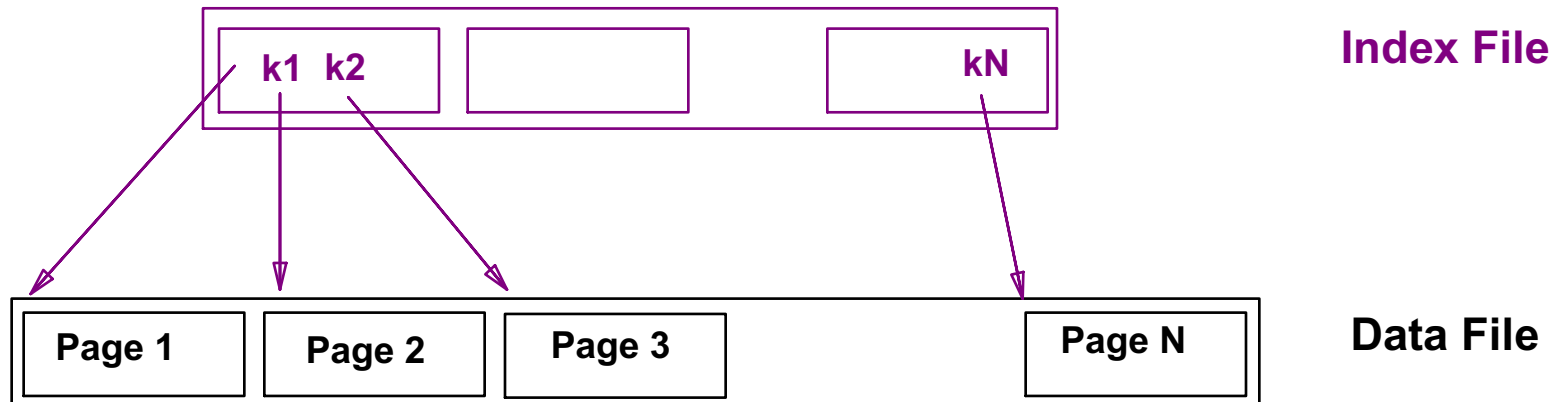 k1 k2 kN Index File
Page 1 Page 2 Page 3 Page N Data File